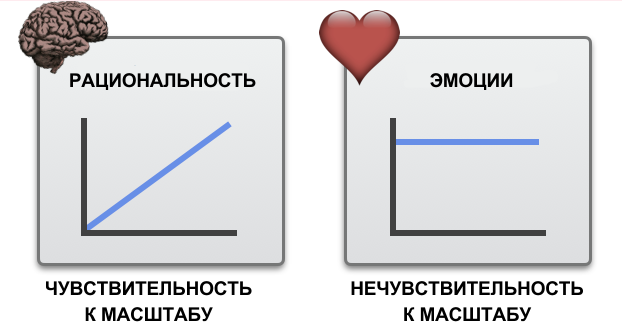 РАЦИОНАЛЬНОСТЬ
ЧУВСТВИТЕЛЬНОСТЬ
К МАСШТАБУ
ЭМОЦИИ
НЕЧУВСТВИТЕЛЬНОСТЬ
К МАСШТАБУ